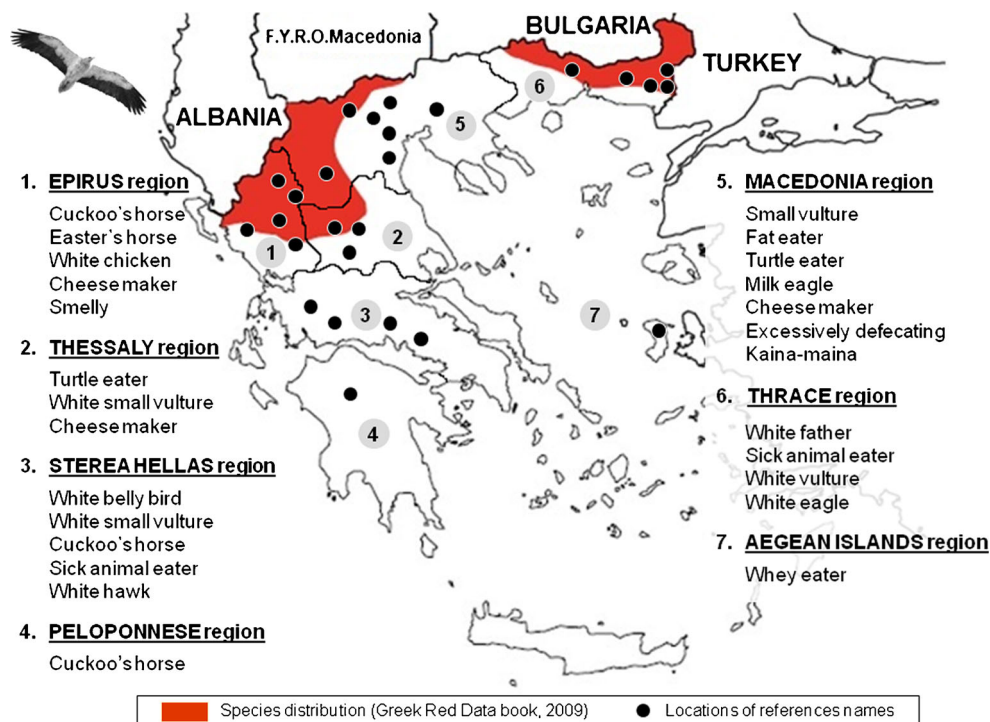 BULGARIA
F.Y.R.O.Macedonia
TURKEY
ALBANIA
6
5
1. EPIRUS region
Cuckoo's horse
Easter's horse
White chicken
Cheese maker
Smelly
2. THESSALY region
Turtle eater
White small vulture
Cheese maker
3. STEREA HELLAS region
White belly bird
White small vulture
Cuckoo's horse
Sick animal eater
White hawk
4. PELOPONNESE region
Cuckoo's horse
1
2
3
4
7
5. MACEDONIA region
Small vulture
Fat eater
Turtle eater
Milk eagle
Cheese maker
Excessively defecating
Kaina-maina
6. THRACE region
White father
Sick animal eater
White vulture
White eagle
7. AEGEAN ISLANDS region
Whey eater
Species distribution (Greek Red Data book, 2009)
Locations of references names